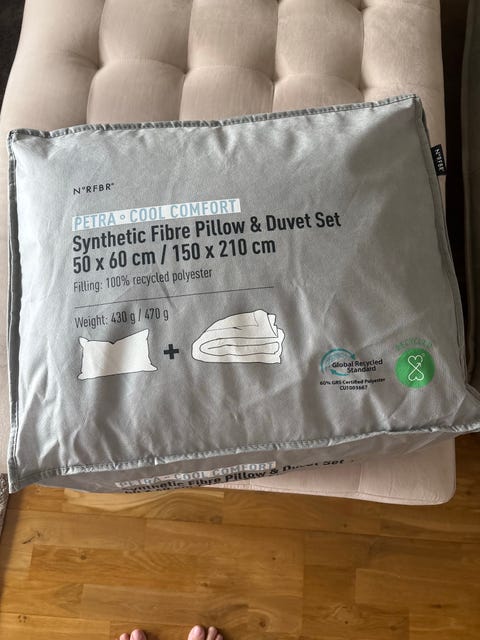 N°RFBR°
PETRA ° COOL COMFORT
Synthetic Fibre Pillow & Duvet Set
50 x 60 cm / 150 x 210 cm
Filling: 100% recycled polyester
Weight: 430 g / 470 g
+
N°RFBR°
Global Recycled
Standard
60% GRS Certified Polyester
CU1003667
RECYCLED
PETRA ° COOL COMFORT
Synthetic Fibre Pillow & Duvet Set